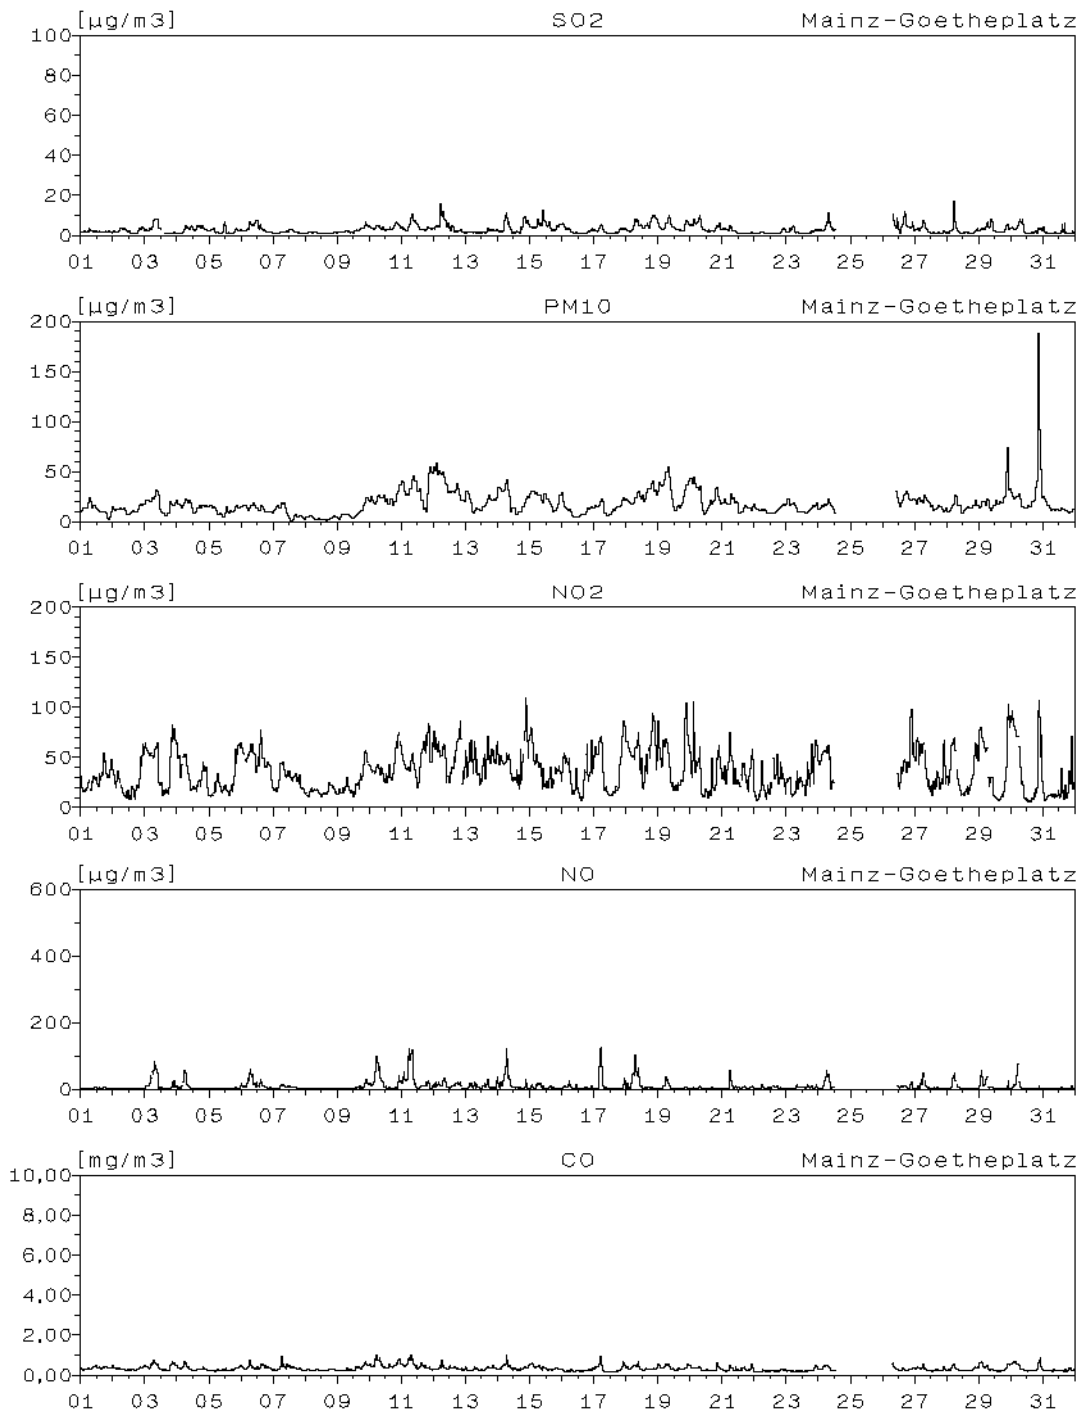 [µg/m3] SO2 Mainz-Goetheplatz
100
80
60
40
20
0
01 03 05 07 09 11 13 15 17 19 21 23 25 27 29 31
[µg/m3] PM10 Mainz-Goetheplatz
200
150
100
50
0
01 03 05 07 09 11 13 15 17 19 21 23 25 27 29 31
[µg/m3] NO2 Mainz-Goetheplatz
200
150
100
50
0
01 03 05 07 09 11 13 15 17 19 21 23 25 27 29 31
[µg/m3] NO Mainz-Goetheplatz
600
400
200
0
01 03 05 07 09 11 13 15 17 19 21 23 25 27 29 31
[mg/m3] CO Mainz-Goetheplatz
10,00
8,00
6,00
4,00
2,00
0,00
01 03 05 07 09 11 13 15 17 19 21 23 25 27 29 31